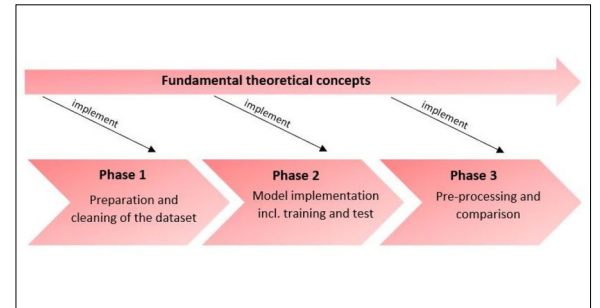 Fundamental theoretical concepts
implement
implement
implement
Phase 1
Preparation and
cleaning of the dataset
Phase 2
Model implementation
incl. training and test
Phase 3
Pre-processing and
comparison